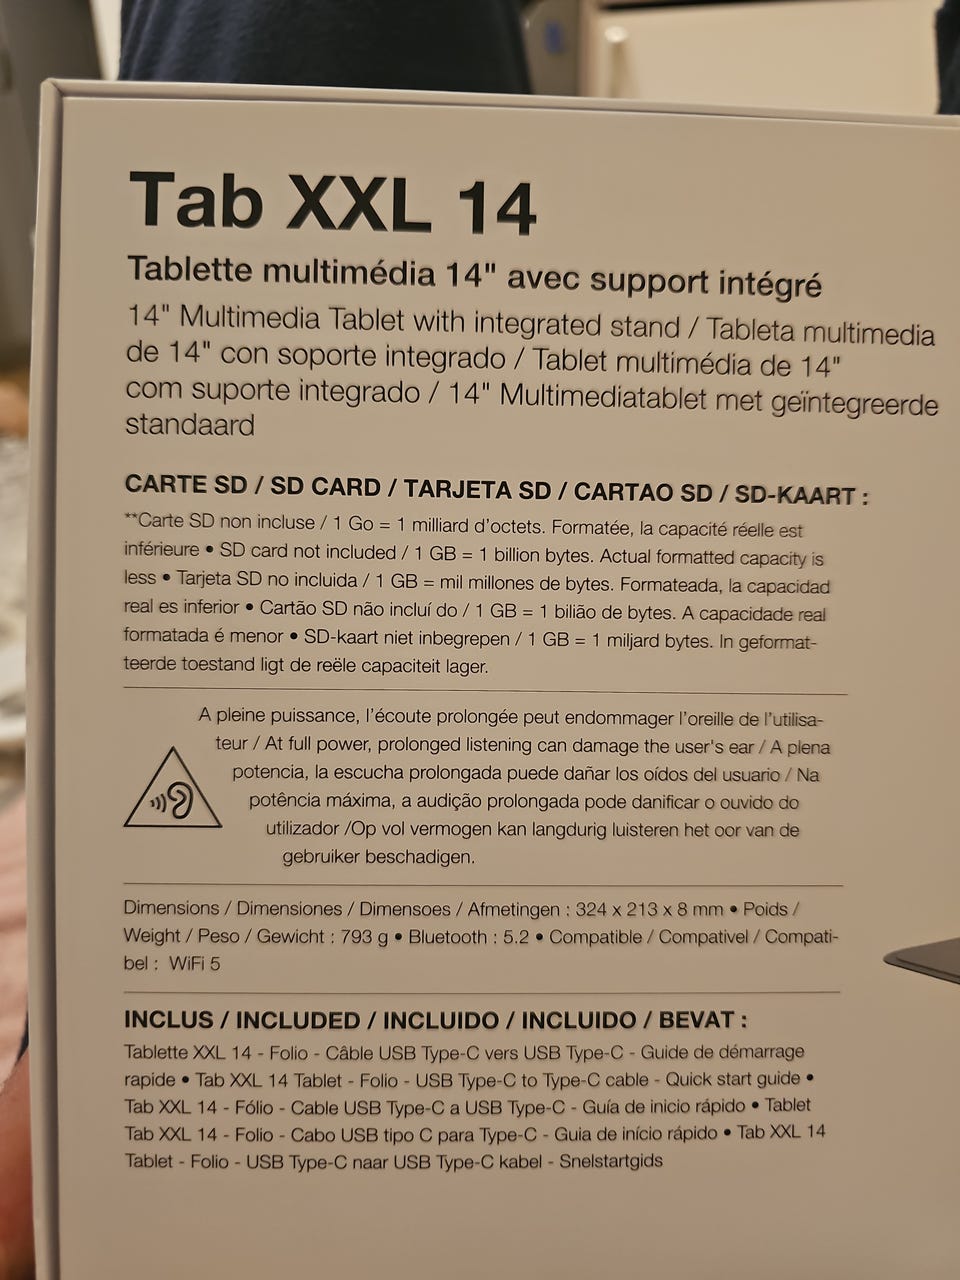 Tab XXL 14
Tablette multimédia 14" avec support intégré
14" Multimedia Tablet with integrated stand / Tableta multimedia
de 14" con soporte integrado / Tablet multimédia de 14"
com suporte integrado / 14" Multimediatablet met geïntegreerde
standaard
CARTE SD / SD CARD / TARJETA SD / CARTAO SD / SD-KAART :
**Carte SD non incluse / 1 Go = 1 milliard d'octets. Formatée, la capacité réelle est
inférieure • SD card not included / 1 GB = 1 billion bytes. Actual formatted capacity is
less • Tarjeta SD no incluida / 1 GB = mil millones de bytes. Formateada, la capacidad
real es inferior • Cartão SD não incluí do / 1 GB = 1 bilião de bytes. A capacidade real
formatada é menor • SD-kaart niet inbegrepen / 1 GB = 1 miljard bytes. In geformat-
teerde toestand ligt de reële capaciteit lager.
A pleine puissance, l'écoute prolongée peut endommager l'oreille de l'utilisa-
teur / At full power, prolonged listening can damage the user's ear / A plena
potencia, la escucha prolongada puede dañar los oídos del usuario / Na
potência máxima, a audição prolongada pode danificar o ouvido do
utilizador /Op vol vermogen kan langdurig luisteren het oor van de
gebruiker beschadigen.
Dimensions / Dimensiones / Dimensoes / Afmetingen : 324 x 213 x 8 mm • Poids /
Weight / Peso / Gewicht : 793 g • Bluetooth : 5.2 • Compatible / Compativel / Compati-
bel : WiFi 5
INCLUS / INCLUDED / INCLUIDO / INCLUIDO / BEVAT :
Tablette XXL 14 - Folio - Câble USB Type-C vers USB Type-C - Guide de démarrage
rapide • Tab XXL 14 Tablet - Folio - USB Type-C to Type-C cable - Quick start guide •
Tab XXL 14 - Fólio - Cable USB Type-C a USB Type-C - Guía de inicio rápido • Tablet
Tab XXL 14 - Folio - Cabo USB tipo C para Type-C - Guia de início rápido • Tab XXL 14
Tablet - Folio - USB Type-C naar USB Type-C kabel - Snelstartgids